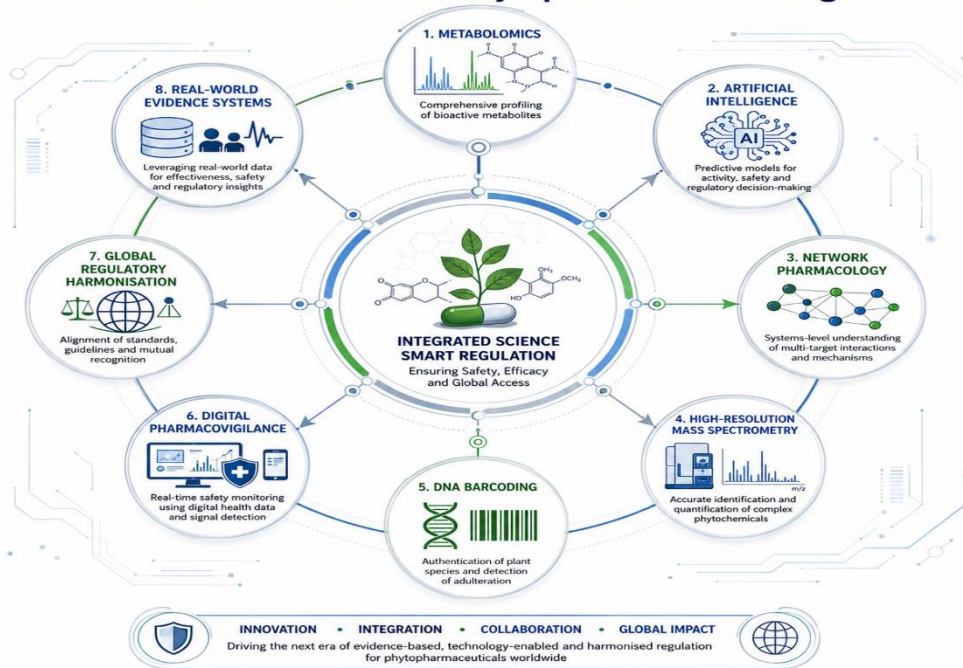 1. METABOLOMICS
Comprehensive profiling
of bioactive metabolites
2. ARTIFICIAL
INTELLIGENCE
AI
Predictive models for
activity, safety and
regulatory decision-making
3. NETWORK
PHARMACOLOGY
Systems-level understanding
of multi-target interactions
and mechanisms
4. HIGH-RESOLUTION
MASS SPECTROMETRY
m/z
Accurate identification and
quantification of complex
phytochemicals
5. DNA BARCODING
Authentication of plant
species and detection
of adulteration
6. DIGITAL
PHARMACOVIGILANCE
Real-time safety monitoring
using digital health data
and signal detection
7. GLOBAL
REGULATORY
HARMONISATION
Alignment of standards,
guidelines and mutual
recognition
8. REAL-WORLD
EVIDENCE SYSTEMS
Leveraging real-world data
for effectiveness, safety
and regulatory insights
OH₃
OCH₃
HO
INTEGRATED SCIENCE
SMART REGULATION
Ensuring Safety, Efficacy
and Global Access
INNOVATION • INTEGRATION • COLLABORATION • GLOBAL IMPACT
Driving the next era of evidence-based, technology-enabled and harmonised regulation
for phytopharmaceuticals worldwide